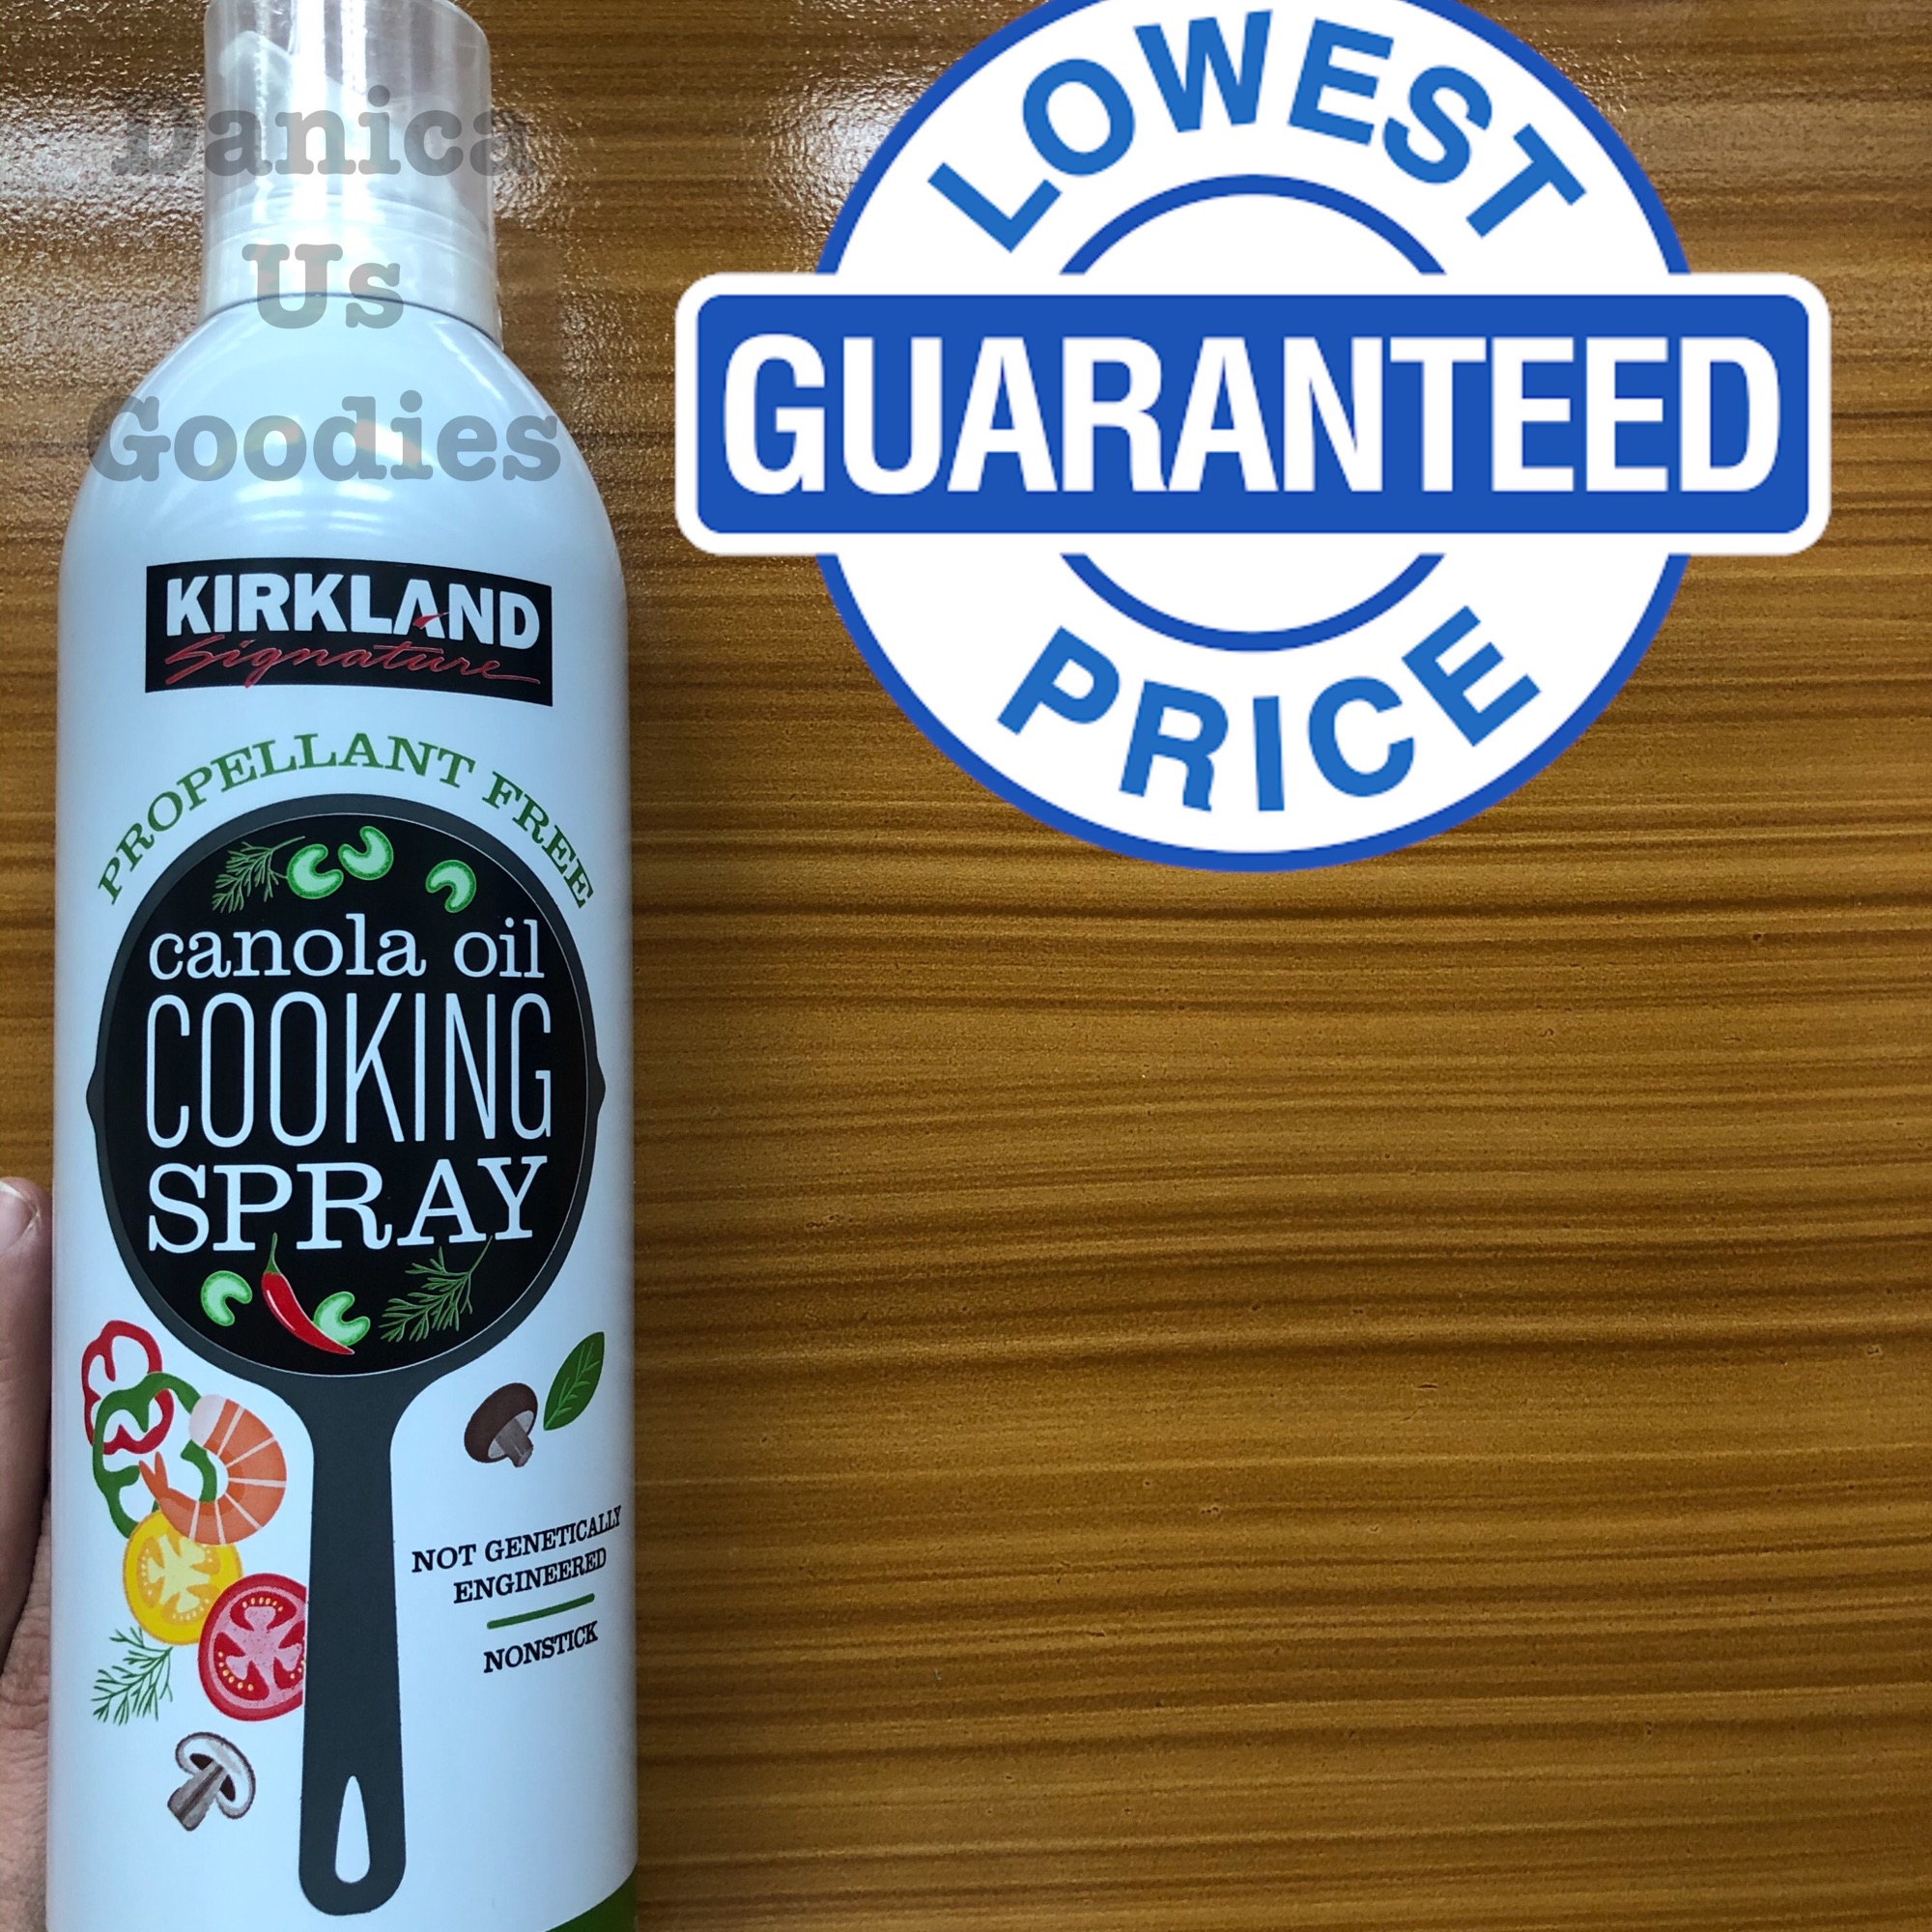 Danica
Us
Goodies
KIRKLAND
Signature
PROPELLANT FREE
canola oil
COOKING
SPRAY
NOT GENETICALLY
ENGINEERED
NONSTICK
LOWEST
GUARANTEED
PRICE